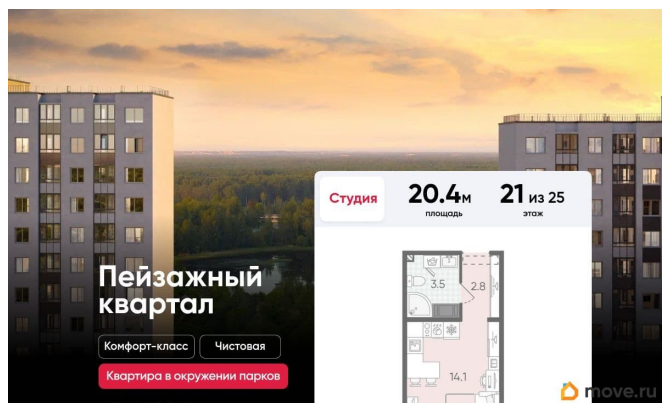 Студия
20.4м
площадь
21 из 25
этаж
3.5
2.8
14.1
Пейзажный
квартал
Комфорт-класс
Чистовая
Квартира в окружении парков
move.ru